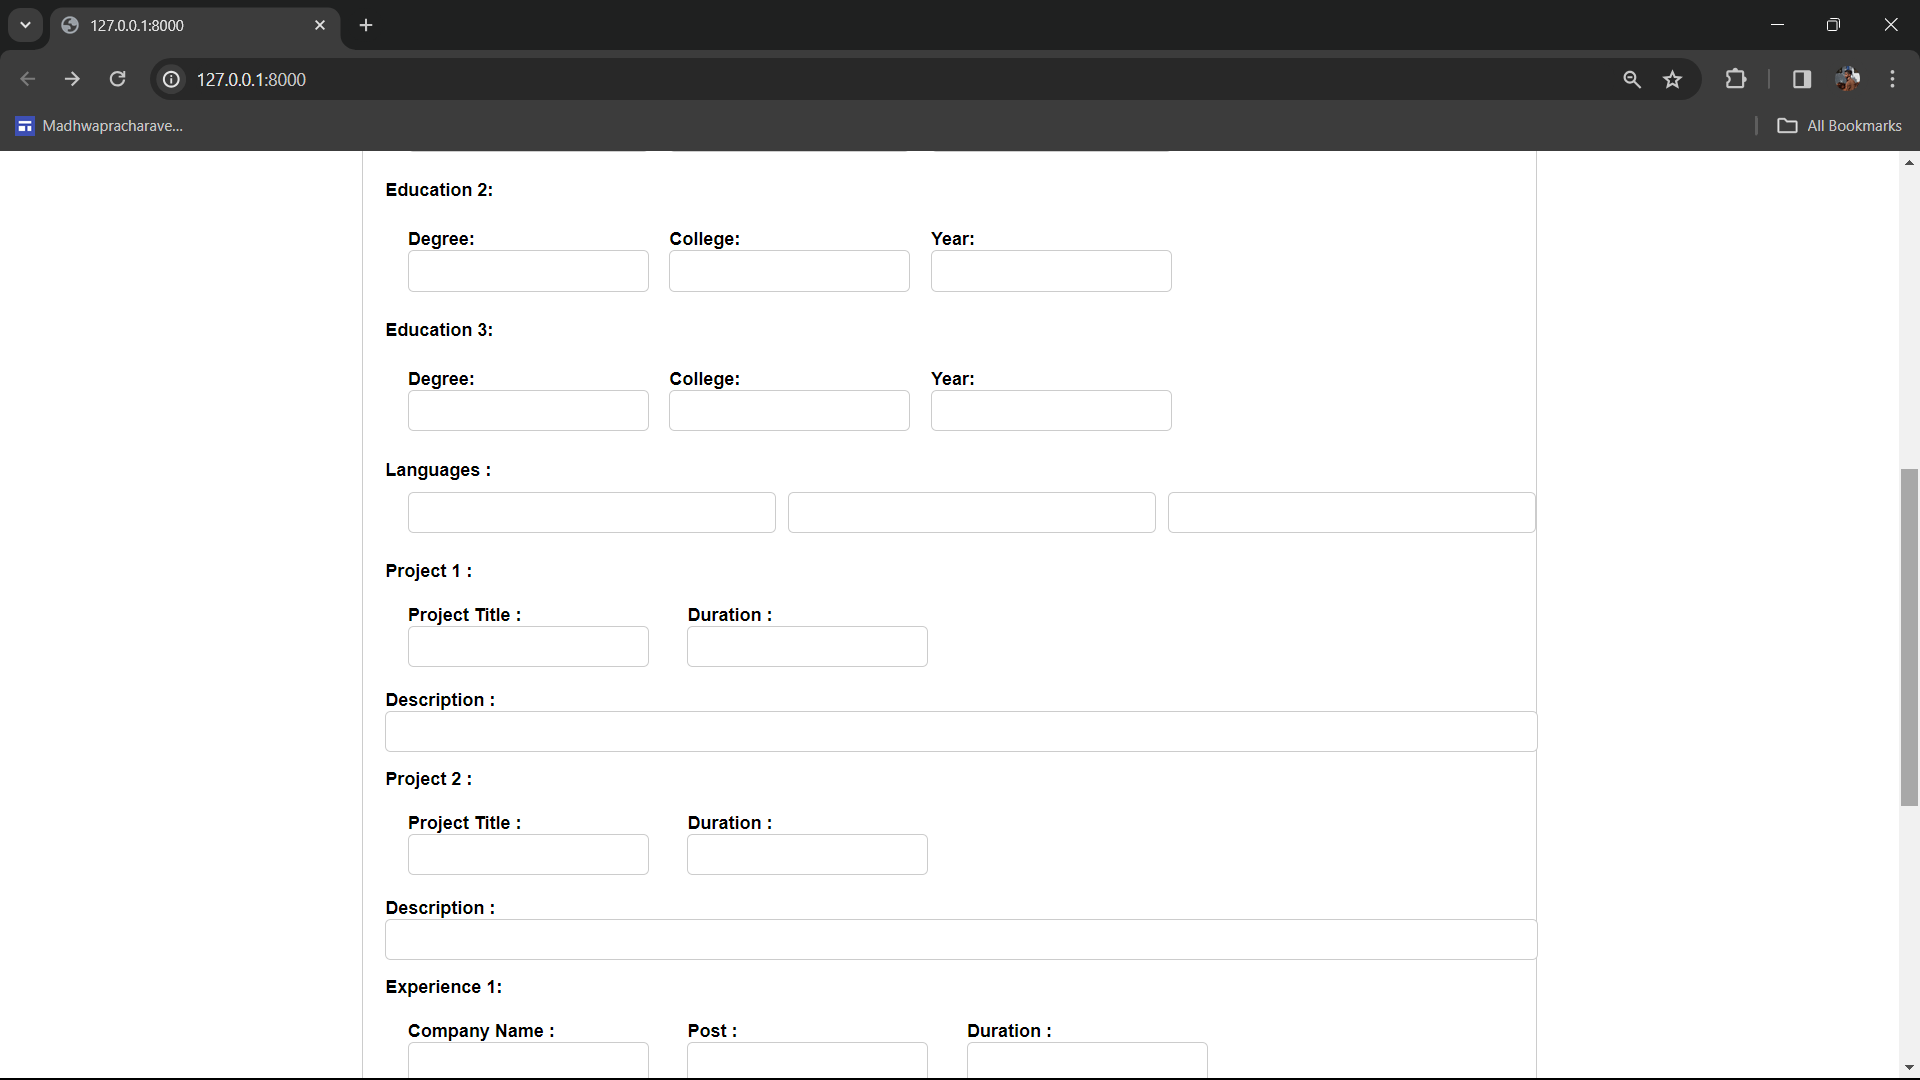 127.0.0.1:8000
127.0.0.1:8000
Madhwapracharave...
All Bookmarks
Education 2:
Degree: College: Year:
Education 3:
Degree: College: Year:
Languages :
Project 1 :
Project Title : Duration :
Description :
Project 2 :
Project Title : Duration :
Description :
Experience 1:
Company Name : Post : Duration :